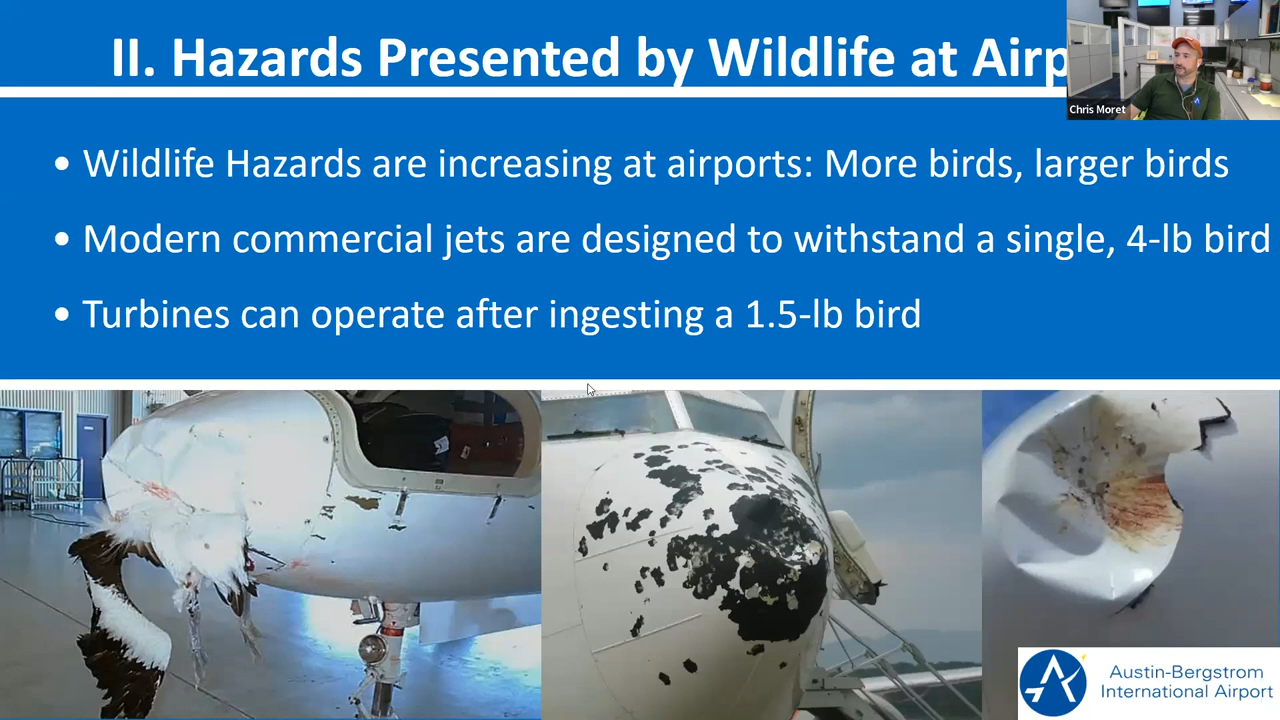 II. Hazards Presented by Wildlife at Airp
Chris Moret
• Wildlife Hazards are increasing at airports: More birds, larger birds
• Modern commercial jets are designed to withstand a single, 4-lb bird
• Turbines can operate after ingesting a 1.5-lb bird
Austin-Bergstrom
International Airport